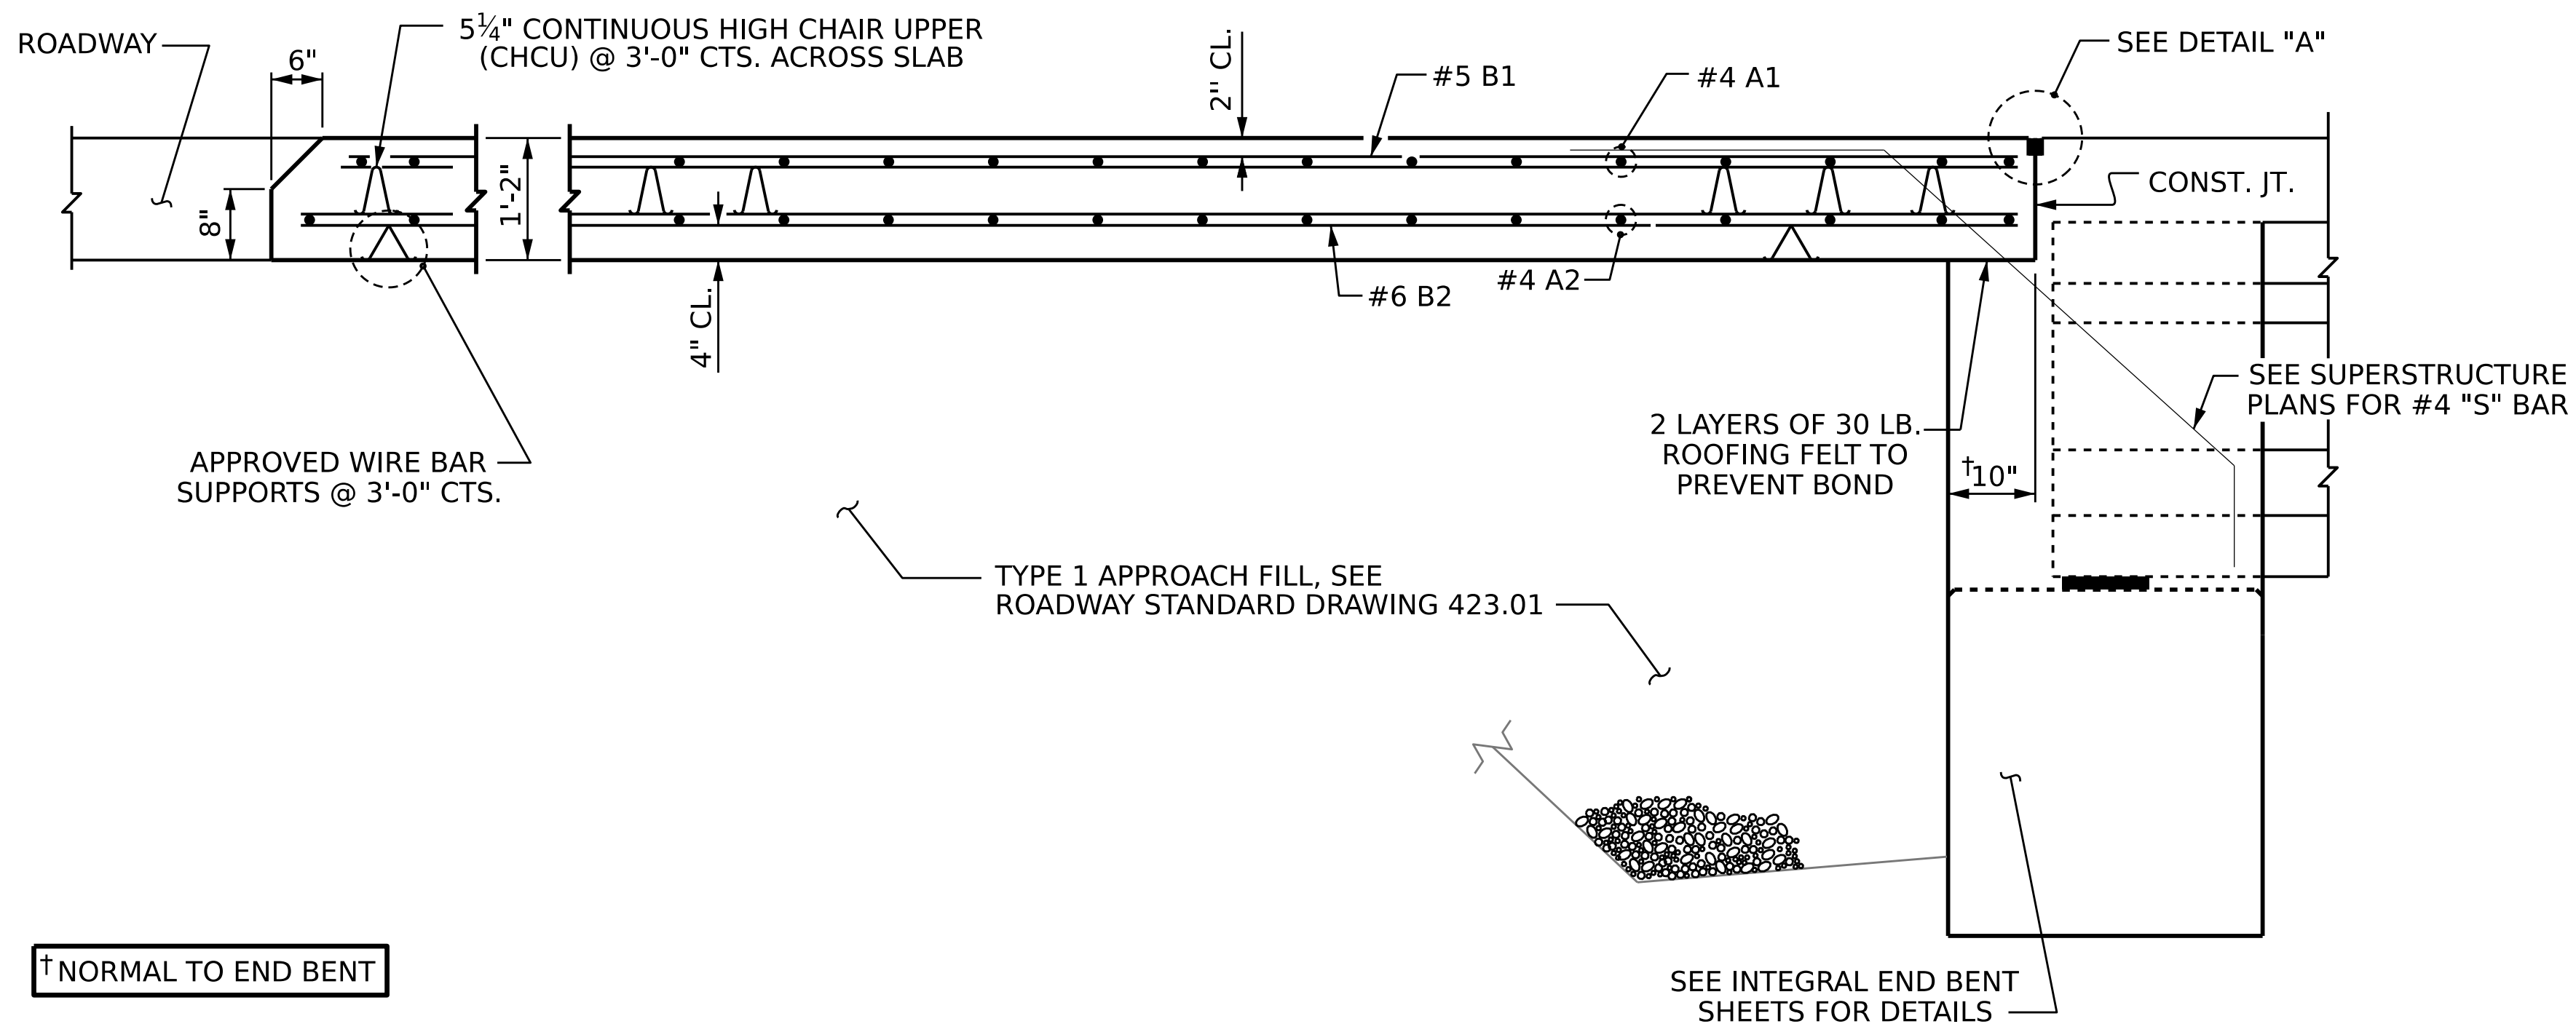 ROADWAY
6"
5¼" CONTINUOUS HIGH CHAIR UPPER
(CHCU) @ 3'-0" CTS. ACROSS SLAB
2" CL.
#5 B1
#4 A1
SEE DETAIL "A"
8"
1'-2"
CONST. JT.
4" CL.
#6 B2
#4 A2
SEE SUPERSTRUCTURE
PLANS FOR #4 "S" BAR
APPROVED WIRE BAR
SUPPORTS @ 3'-0" CTS.
2 LAYERS OF 30 LB.
ROOFING FELT TO
PREVENT BOND
†10"
TYPE 1 APPROACH FILL, SEE
ROADWAY STANDARD DRAWING 423.01
† NORMAL TO END BENT
SEE INTEGRAL END BENT
SHEETS FOR DETAILS